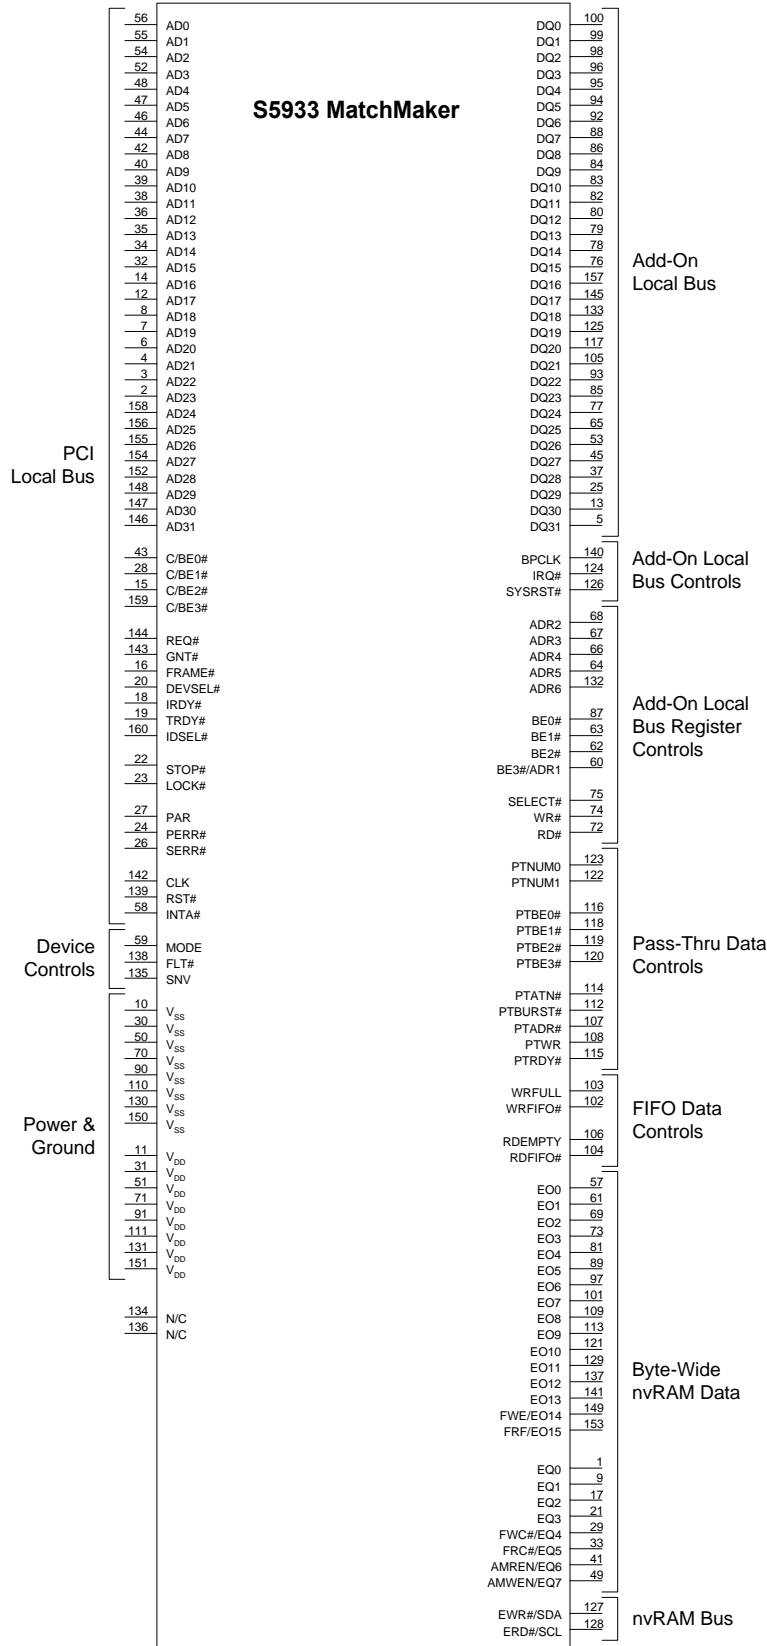 S5933 MatchMaker
PCI
Local Bus
56 AD0
55 AD1
54 AD2
52 AD3
48 AD4
47 AD5
46 AD6
44 AD7
42 AD8
40 AD9
39 AD10
38 AD11
36 AD12
35 AD13
34 AD14
32 AD15
14 AD16
12 AD17
8 AD18
7 AD19
6 AD20
4 AD21
3 AD22
2 AD23
158 AD24
156 AD25
155 AD26
154 AD27
152 AD28
148 AD29
147 AD30
146 AD31
43 C/BE0#
28 C/BE1#
15 C/BE2#
159 C/BE3#
144 REQ#
143 GNT#
16 FRAME#
20 DEVSEL#
18 IRDY#
19 TRDY#
160 IDSEL#
22 STOP#
23 LOCK#
27 PAR
24 PERR#
26 SERR#
142 CLK
139 RST#
58 INTA#
Device
Controls
59 MODE
138 FLT#
135 SNV
Power &
Ground
10 VSS
30 VSS
50 VSS
70 VSS
90 VSS
110 VSS
130 VSS
150 VSS
11 VDD
31 VDD
51 VDD
71 VDD
91 VDD
111 VDD
131 VDD
151 VDD
134 N/C
136 N/C
DQ0 100
DQ1 99
DQ2 98
DQ3 96
DQ4 95
DQ5 94
DQ6 92
DQ7 88
DQ8 86
DQ9 84
DQ10 83
DQ11 82
DQ12 80
DQ13 79
DQ14 78
DQ15 76
DQ16 157
DQ17 145
DQ18 133
DQ19 125
DQ20 117
DQ21 105
DQ22 93
DQ23 85
DQ24 77
DQ25 65
DQ26 53
DQ27 45
DQ28 37
DQ29 25
DQ30 13
DQ31 5
Add-On
Local Bus
BPCLK 140
IRQ# 124
SYSRST# 126
Add-On Local
Bus Controls
ADR2 68
ADR3 67
ADR4 66
ADR5 64
ADR6 132
BE0# 87
BE1# 63
BE2# 62
BE3#/ADR1 60
SELECT# 75
WR# 74
RD# 72
Add-On Local
Bus Register
Controls
PTNUM0 123
PTNUM1 122
PTBE0# 116
PTBE1# 118
PTBE2# 119
PTBE3# 120
PTATN# 114
PTBURST# 112
PTADR# 107
PTWR 108
PTRDY# 115
Pass-Thru Data
Controls
WRFULL 103
WRFIFO# 102
RDEMPTY 106
RDFIFO# 104
FIFO Data
Controls
EO0 57
EO1 61
EO2 69
EO3 73
EO4 81
EO5 89
EO6 97
EO7 101
EO8 109
EO9 113
EO10 121
EO11 129
EO12 137
EO13 141
FWE/EO14 149
FRF/EO15 153
EQ0 1
EQ1 9
EQ2 17
EQ3 21
FWC#/EQ4 29
FRC#/EQ5 33
AMREN/EQ6 41
AMWEN/EQ7 49
Byte-Wide
nvRAM Data
EWR#/SDA 127
ERD#/SCL 128
nvRAM Bus